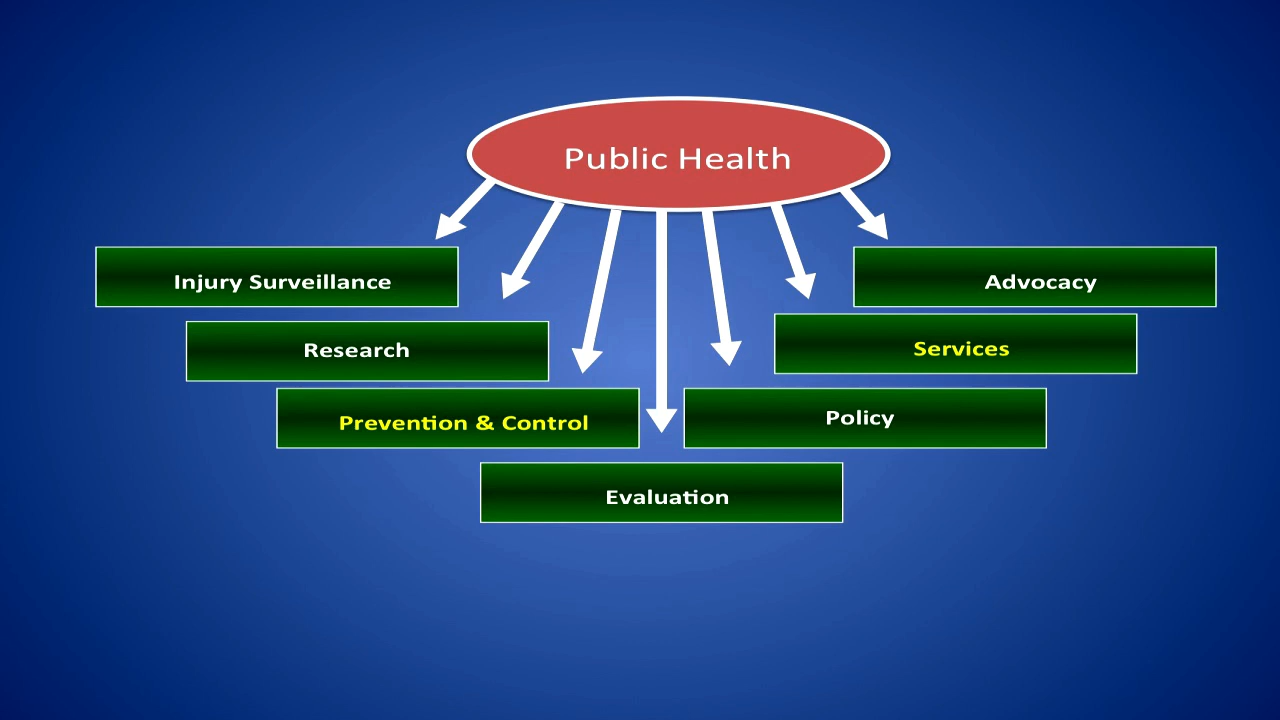 Public Health
Injury Surveillance
Advocacy
Research
Services
Prevention & Control
Policy
Evaluation